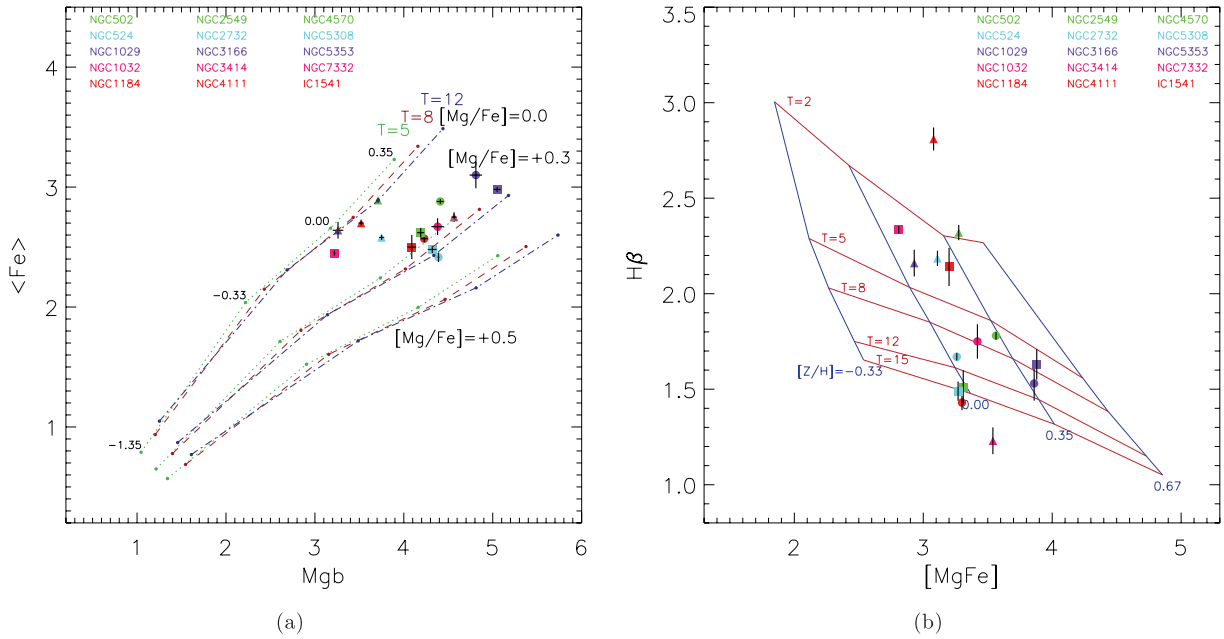 NGC502 NGC2549 NGC4570
NGC524 NGC2732 NGC5308
NGC1029 NGC3166 NGC5353
NGC1032 NGC3414 NGC7332
NGC1184 NGC4111 IC1541
T=12
T=8
T=5
[Mg/Fe]=0.0
0.35
[Mg/Fe]=+0.3
0.00
−0.33
[Mg/Fe]=+0.5
−1.35
4
3
2
1
<Fe>
1 2 3 4 5 6
Mgb
(a)
NGC502 NGC2549 NGC4570
NGC524 NGC2732 NGC5308
NGC1029 NGC3166 NGC5353
NGC1032 NGC3414 NGC7332
NGC1184 NGC4111 IC1541
T=2
T=5
T=8
T=12
T=15
[Z/H]=−0.33
0.00
0.35
0.67
3.5
3.0
2.5
2.0
1.5
1.0
Hβ
2 3 4 5
[MgFe]
(b)